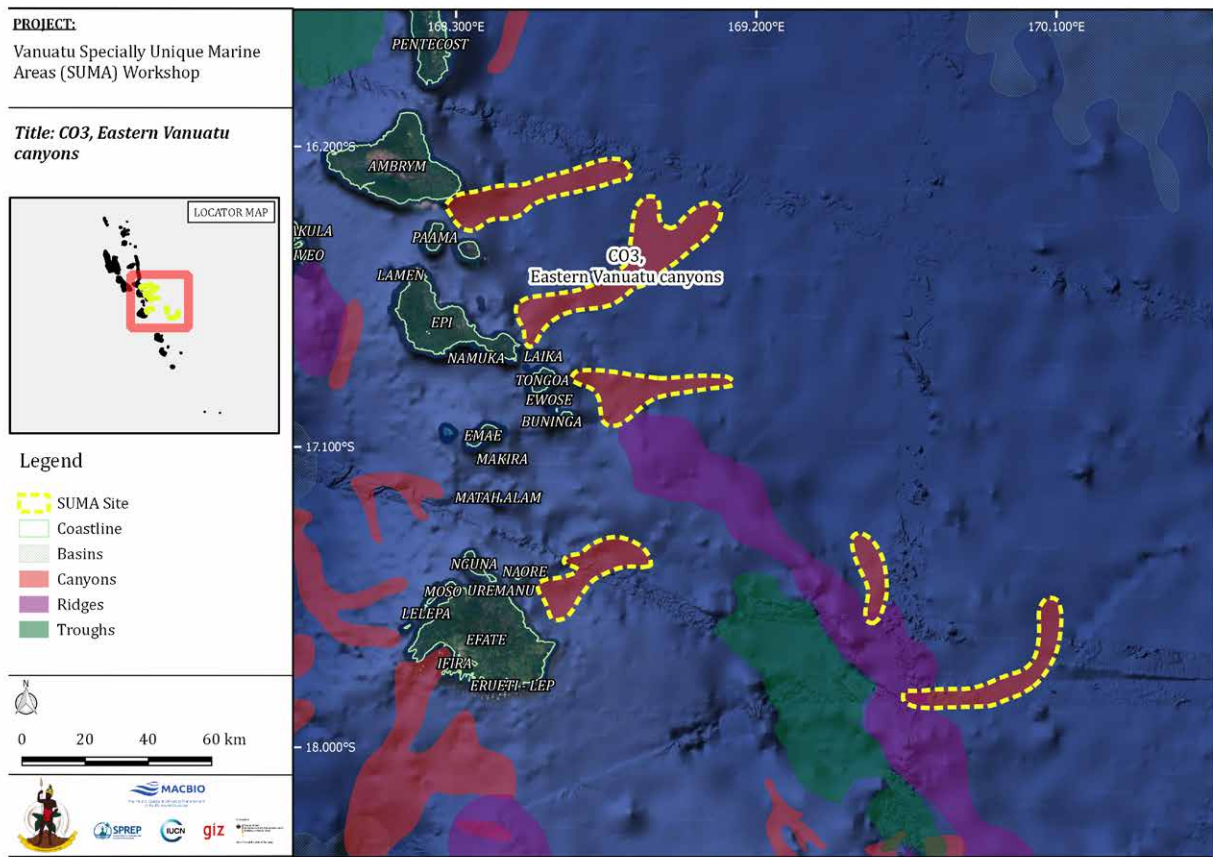 PROJECT:
Vanuatu Specially Unique Marine
Areas (SUMA) Workshop
Title: CO3, Eastern Vanuatu
canyons
LOCATOR MAP
Legend
SUMA Site
Coastline
Basins
Canyons
Ridges
Troughs
N
0 20 40 60 km
MACBIO
SPREP
IUCN
giz
168.300°E 169.200°E 170.100°E
PENTECOST
16.200°S
AMBRYM
AKULA
IVEO
PAAMA
LAMEN
CO3,
Eastern Vanuatu canyons
EPI
NAMUKA LAIKA
TONGOA
EWOSE
BUNINGA
17.100°S
EMAE
MAKIRA
MATAH ALAM
NGUNA
NAORE
MOSO UREMANU
LELEPA
EFATE
IFIRA
ERUETI - LEP
18.000°S